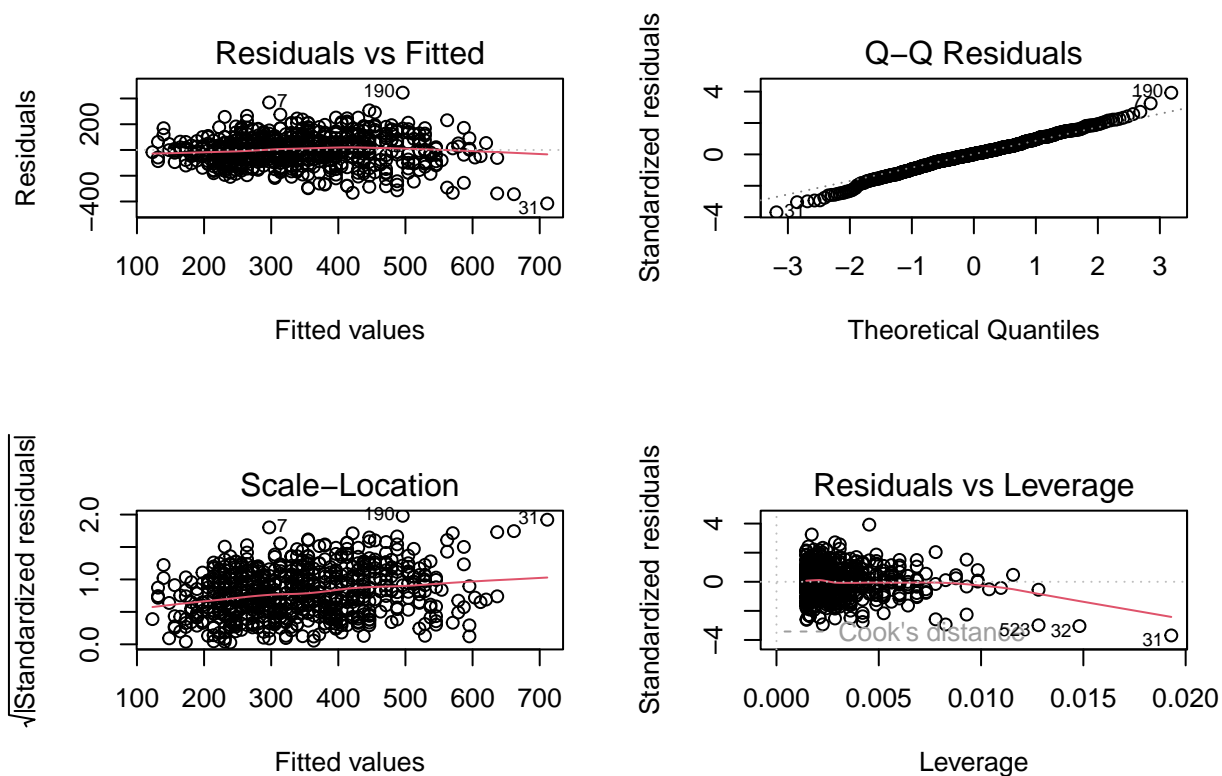 Residuals vs Fitted
Residuals
−400
200
7
190
31
100 200 300 400 500 600 700
Fitted values
Q−Q Residuals
Standardized residuals
−4
0
4
190
7
31
−3 −2 −1 0 1 2 3
Theoretical Quantiles
Scale−Location
√|Standardized residuals|
0.0
1.0
2.0
7
190
31
100 200 300 400 500 600 700
Fitted values
Residuals vs Leverage
Standardized residuals
−4
0
4
Cook's distance
523
32
31
0.000 0.005 0.010 0.015 0.020
Leverage